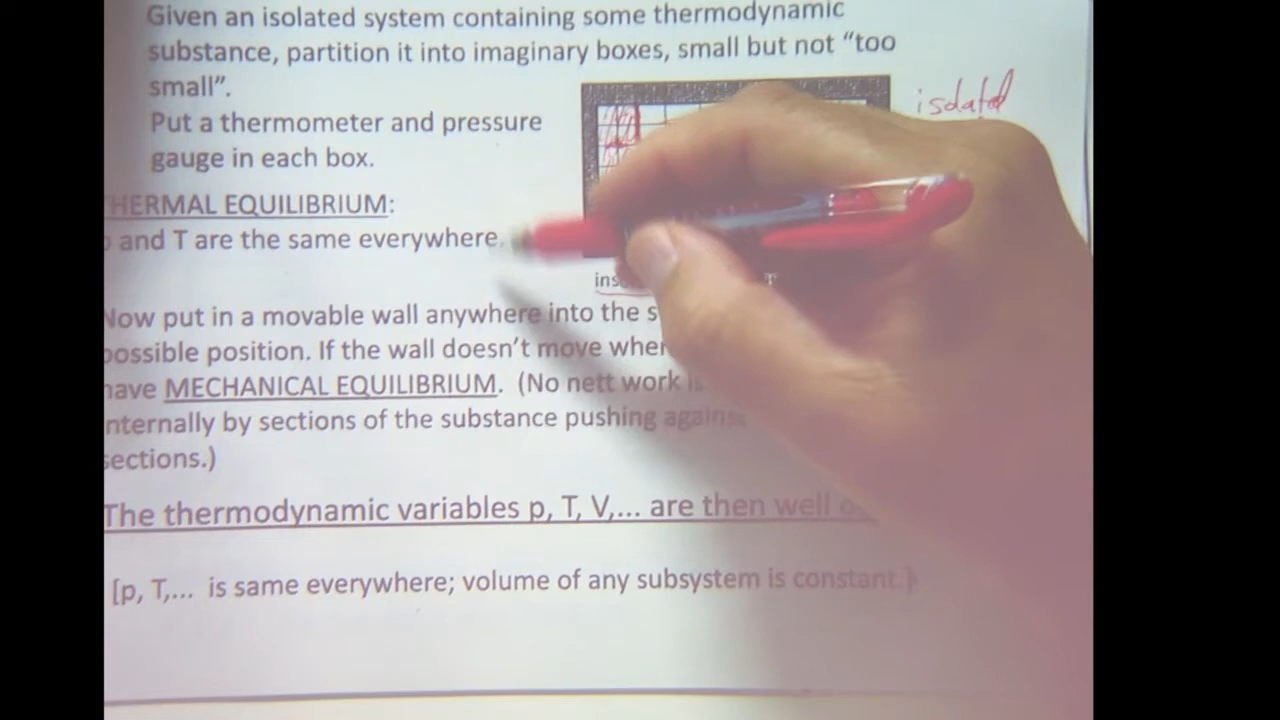 Given an isolated system containing some thermodynamic
substance, partition it into imaginary boxes, small but not “too
small”.
isolated
Put a thermometer and pressure
gauge in each box.
HERMAL EQUILIBRIUM:
and T are the same everywhere.
Now put in a movable wall anywhere into the
possible position. If the wall doesn’t move
have MECHANICAL EQUILIBRIUM. (No nett work
nternally by sections of the substance pushing against
sections.)
The thermodynamic variables p, T, V,... are then well
[p, T,... is same everywhere; volume of any subsystem is constant.]